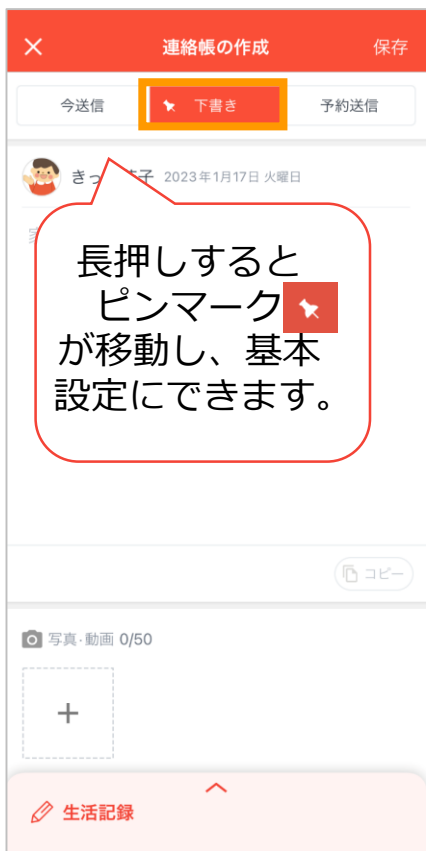 連絡帳の作成
保存
今送信
下書き
予約送信
2023年1月17日 火曜日
長押しすると
ピンマーク
が移動し、基本
設定にできます。
コピー
写真·動画 0/50
生活記録